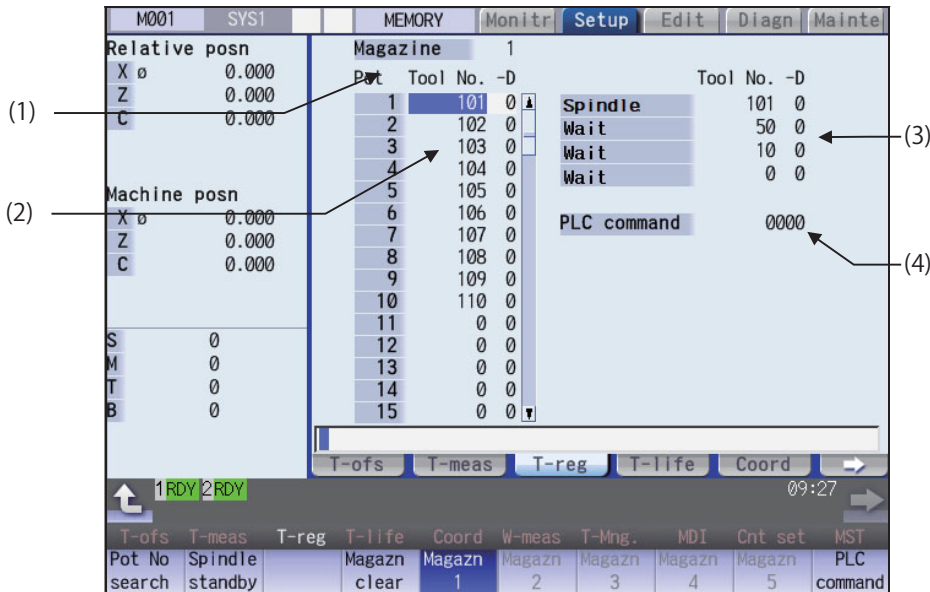 M001 SYS1 MEMORY Monitr Setup Edit Diagn Mainte
Relative posn
X ø 0.000
Z 0.000
C 0.000
Machine posn
X ø 0.000
Z 0.000
C 0.000
S 0
M 0
T 0
B 0
Magazine 1
Pot Tool No. -D
1 101 0
2 102 0
3 103 0
4 104 0
5 105 0
6 106 0
7 107 0
8 108 0
9 109 0
10 110 0
11 0 0
12 0 0
13 0 0
14 0 0
15 0 0
Tool No. -D
Spindle 101 0
Wait 50 0
Wait 10 0
Wait 0 0
PLC command 0000
(1)
(2)
(3)
(4)
T-ofs T-meas T-reg T-life Coord
1 RDY 2 RDY 09:27
T-ofs T-meas T-reg T-life Coord W-meas T-Mng. MDI Cnt set MST
Pot No Spindle Magazn Magazn Magazn Magazn Magazn Magazn PLC
search standby clear 1 2 3 4 5 command